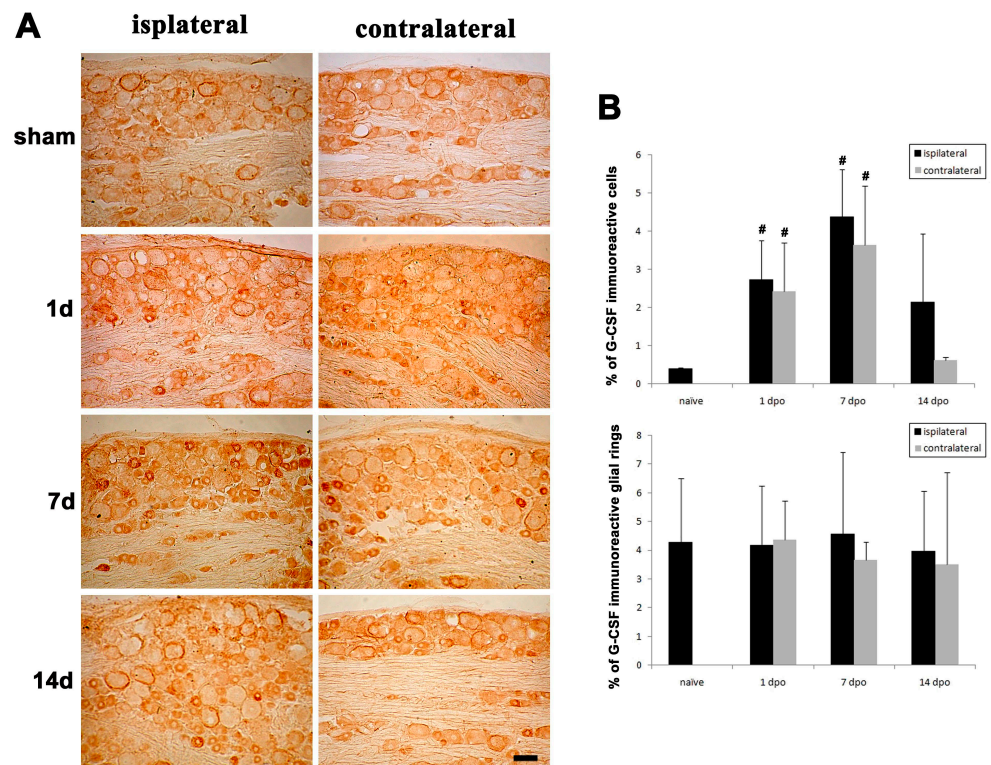 A
isplateral
contralateral
sham
1d
7d
14d
B
% of G-CSF immuoreactive cells
6
5
4
3
2
1
0
ispilateral
contralateral
# # # #
naïve 1 dpo 7 dpo 14 dpo
% of G-CSF immunoreactive glial rings
8
7
6
5
4
3
2
1
0
ispilateral
contralateral
naïve 1 dpo 7 dpo 14 dpo